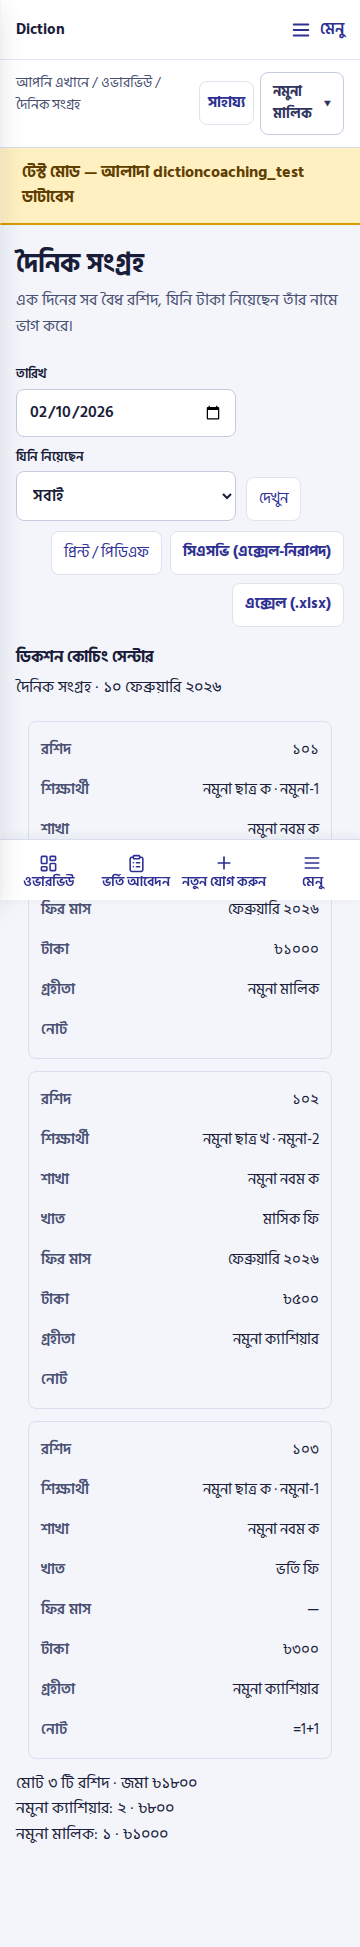 Diction
মেনু
আপনি এখানে / ওভারভিউ /
দৈনিক সংগ্রহ
সাহায্য
নমুনা
মালিক
টেস্ট মোড — আলাদা dictioncoaching_test
ডাটাবেস
দৈনিক সংগ্রহ
এক দিনের সব বৈধ রশিদ, যিনি টাকা নিয়েছেন তাঁর নামে
ভাগ করে।
তারিখ
02/10/2026
যিনি নিয়েছেন
সবাই
দেখুন
প্রিন্ট / পিডিএফ
সিএসভি (এক্সেল-নিরাপদ)
এক্সেল (.xlsx)
ডিকশন কোচিং সেন্টার
দৈনিক সংগ্রহ · ১০ ফেব্রুয়ারি ২০২৬
রশিদ ১০১
শিক্ষার্থী নমুনা ছাত্র ক · নমুনা-1
শাখা নমুনা নবম ক
ওভারভিউ
ভর্তি আবেদন
নতুন যোগ করুন
মেনু
ফির মাস ফেব্রুয়ারি ২০২৬
টাকা ৳১০০০
গ্রহীতা নমুনা মালিক
নোট
রশিদ ১০২
শিক্ষার্থী নমুনা ছাত্র খ · নমুনা-2
শাখা নমুনা নবম ক
খাত মাসিক ফি
ফির মাস ফেব্রুয়ারি ২০২৬
টাকা ৳৫০০
গ্রহীতা নমুনা ক্যাশিয়ার
নোট
রশিদ ১০৩
শিক্ষার্থী নমুনা ছাত্র ক · নমুনা-1
শাখা নমুনা নবম ক
খাত ভর্তি ফি
ফির মাস —
টাকা ৳৩০০
গ্রহীতা নমুনা ক্যাশিয়ার
নোট =1+1
মোট ৩ টি রশিদ · জমা ৳১৮০০
নমুনা ক্যাশিয়ার: ২ · ৳৮০০
নমুনা মালিক: ১ · ৳১০০০